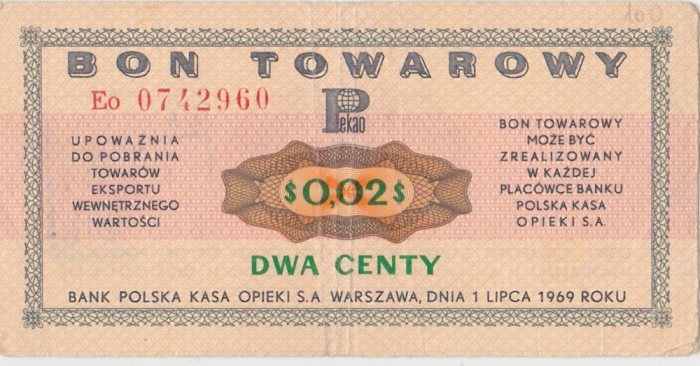 100
BON TOWAROWY
Eo 0742960
Pekao
UPOWAŻNIA
DO POBRANIA
TOWARÓW
EKSPORTU
WEWNĘTRZNEGO
WARTOŚCI
BON TOWAROWY
MOŻE BYĆ
ZREALIZOWANY
W KAŻDEJ
PLACÓWCE BANKU
POLSKA KASA
OPIEKI S.A.
$0,02$
DWA CENTY
BANK POLSKA KASA OPIEKI S.A WARSZAWA, DNIA 1 LIPCA 1969 ROKU